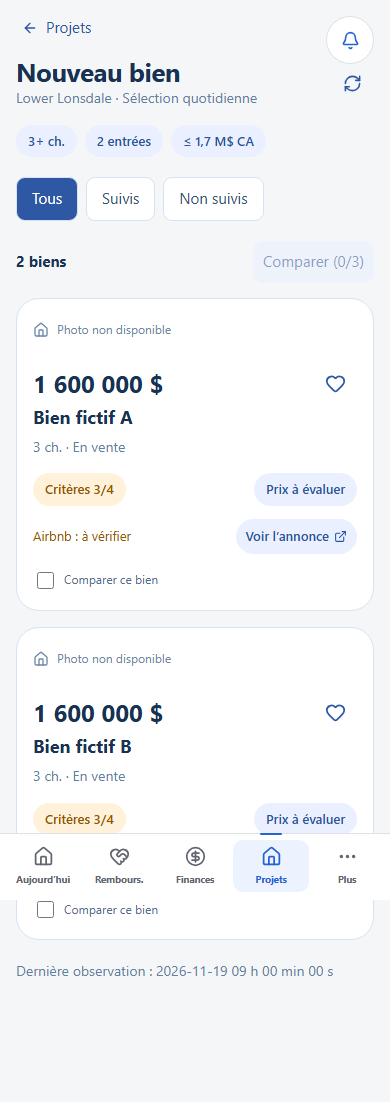 Projets
Nouveau bien
Lower Lonsdale · Sélection quotidienne
3+ ch.
2 entrées
≤ 1,7 M$ CA
Tous
Suivis
Non suivis
2 biens
Comparer (0/3)
Photo non disponible
1 600 000 $
Bien fictif A
3 ch. · En vente
Critères 3/4
Prix à évaluer
Airbnb : à vérifier
Voir l'annonce
Comparer ce bien
Photo non disponible
1 600 000 $
Bien fictif B
3 ch. · En vente
Critères 3/4
Prix à évaluer
Aujourd'hui
Rembours.
Finances
Projets
Plus
Comparer ce bien
Dernière observation : 2026-11-19 09 h 00 min 00 s